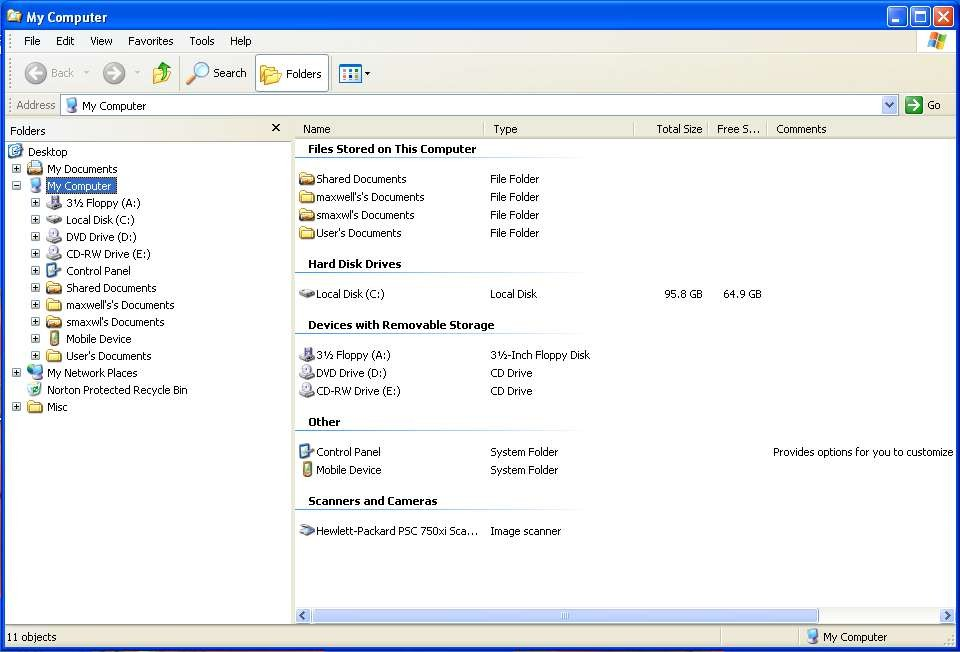 My Computer
File Edit View Favorites Tools Help
Back Search Folders
Address My Computer Go
Folders
Desktop
My Documents
My Computer
3½ Floppy (A:)
Local Disk (C:)
DVD Drive (D:)
CD-RW Drive (E:)
Control Panel
Shared Documents
maxwell's's Documents
smaxwl's Documents
Mobile Device
User's Documents
My Network Places
Norton Protected Recycle Bin
Misc
Name Type Total Size Free S... Comments
Files Stored on This Computer
Shared Documents File Folder
maxwell's's Documents File Folder
smaxwl's Documents File Folder
User's Documents File Folder
Hard Disk Drives
Local Disk (C:) Local Disk 95.8 GB 64.9 GB
Devices with Removable Storage
3½ Floppy (A:) 3½-Inch Floppy Disk
DVD Drive (D:) CD Drive
CD-RW Drive (E:) CD Drive
Other
Control Panel System Folder Provides options for you to customize
Mobile Device System Folder
Scanners and Cameras
Hewlett-Packard PSC 750xi Sca... Image scanner
11 objects My Computer